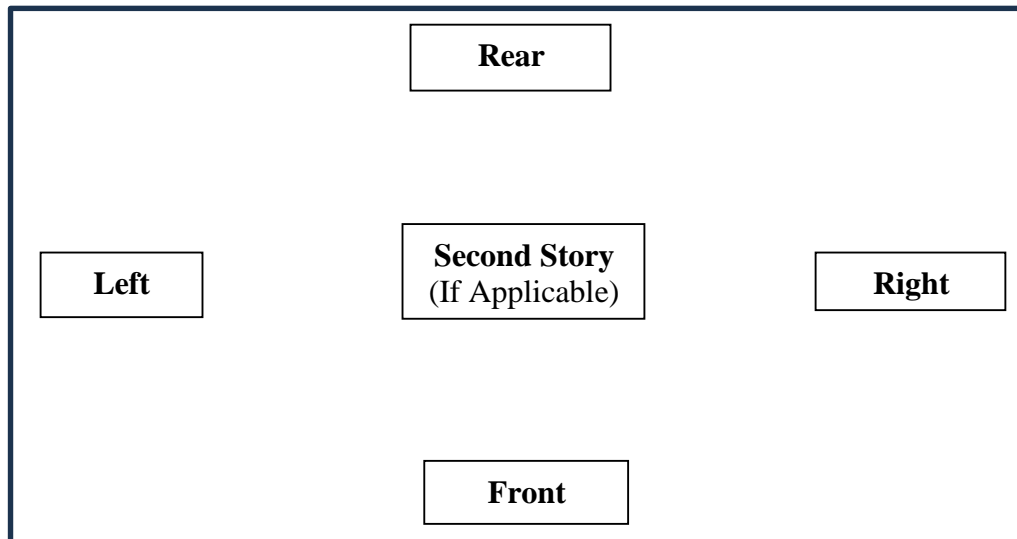 Rear
Second Story
(If Applicable)
Left
Right
Front